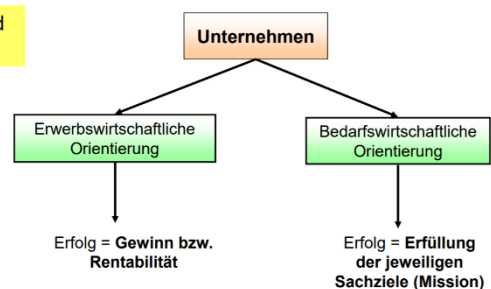 d
Unternehmen
Erwerbswirtschaftliche
Orientierung
Bedarfswirtschaftliche
Orientierung
Erfolg = Gewinn bzw.
Rentabilität
Erfolg = Erfüllung
der jeweiligen
Sachziele (Mission)